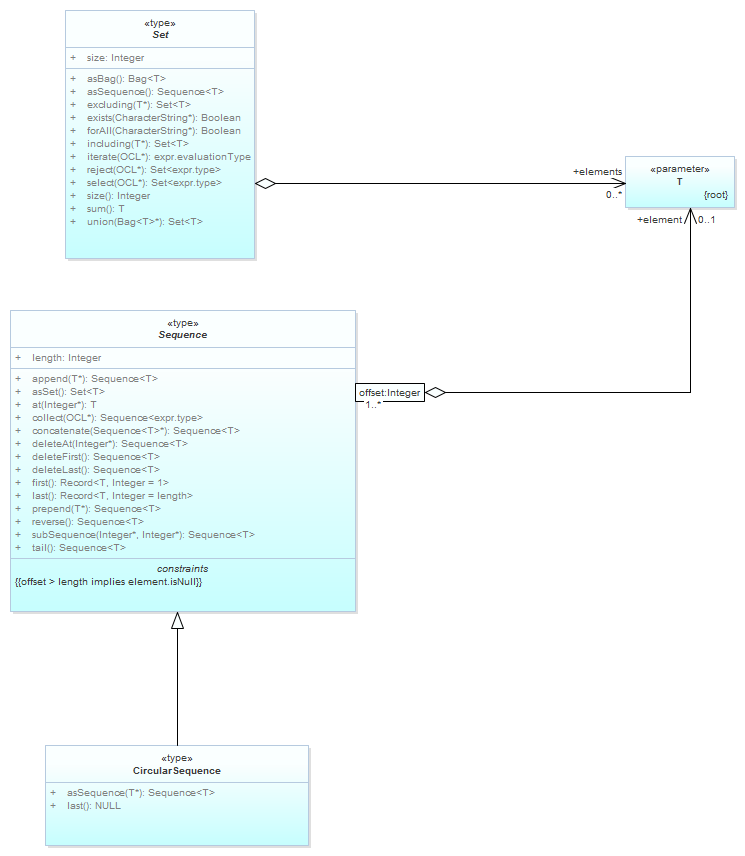 «type»
Set
+ size: Integer
+ asBag(): Bag<T>
+ asSequence(): Sequence<T>
+ excluding(T*): Set<T>
+ exists(CharacterString*): Boolean
+ forAll(CharacterString*): Boolean
+ including(T*): Set<T>
+ iterate(OCL*): expr.evaluationType
+ reject(OCL*): Set<expr.type>
+ select(OCL*): Set<expr.type>
+ size(): Integer
+ sum(): T
+ union(Bag<T>*): Set<T>
+elements
0..*
«parameter»
T
{root}
+element
0..1
«type»
Sequence
+ length: Integer
+ append(T*): Sequence<T>
+ asSet(): Set<T>
+ at(Integer*): T
+ collect(OCL*): Sequence<expr.type>
+ concatenate(Sequence<T>*): Sequence<T>
+ deleteAt(Integer*): Sequence<T>
+ deleteFirst(): Sequence<T>
+ deleteLast(): Sequence<T>
+ first(): Record<T, Integer = 1>
+ last(): Record<T, Integer = length>
+ prepend(T*): Sequence<T>
+ reverse(): Sequence<T>
+ subSequence(Integer*, Integer*): Sequence<T>
+ tail(): Sequence<T>
constraints
{{offset > length implies element.isNull}}
offset:Integer
1..*
«type»
CircularSequence
+ asSequence(T*): Sequence<T>
+ last(): NULL